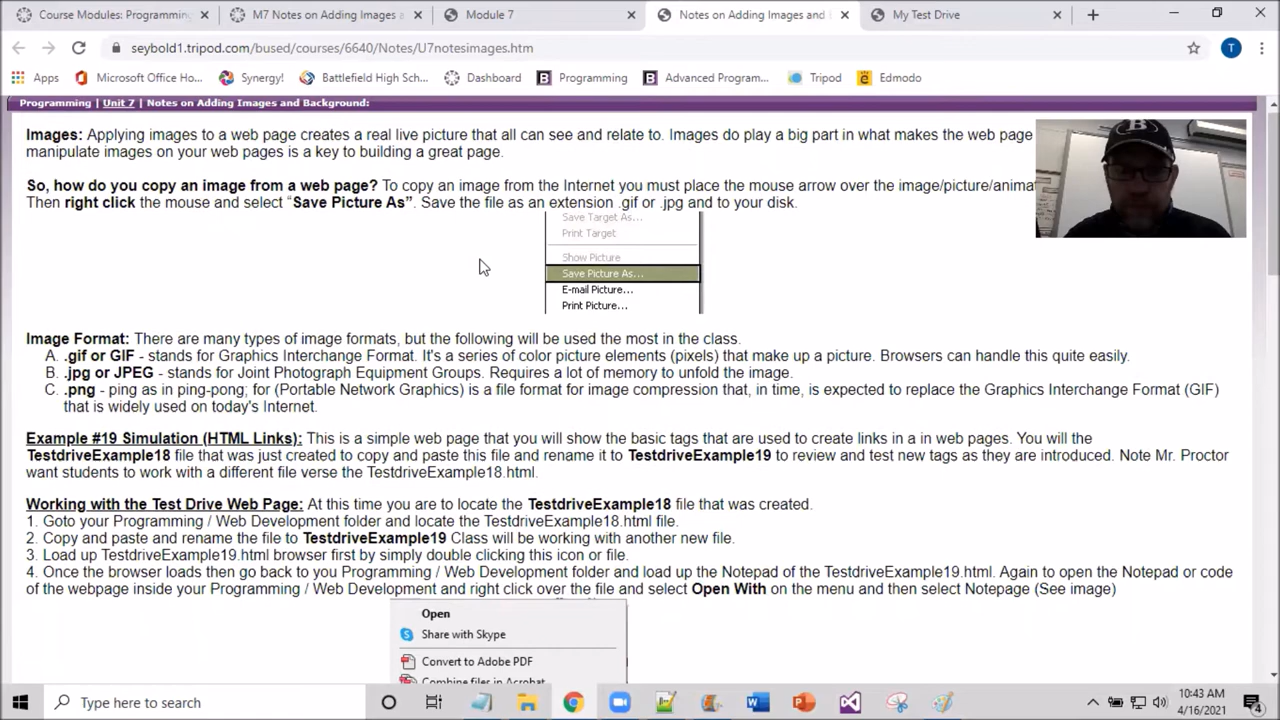 Course Modules: Programming
M7 Notes on Adding Images a
Module 7
Notes on Adding Images and
My Test Drive
seybold1.tripod.com/bused/courses/6640/Notes/U7notesimages.htm
T
Apps
Microsoft Office Ho...
Synergy!
Battlefield High Sch...
Dashboard
Programming
Advanced Program...
Tripod
Edmodo
Programming | Unit 7 | Notes on Adding Images and Background:
Images: Applying images to a web page creates a real live picture that all can see and relate to. Images do play a big part in what makes the web page
manipulate images on your web pages is a key to building a great page.
So, how do you copy an image from a web page? To copy an image from the Internet you must place the mouse arrow over the image/picture/animat
Then right click the mouse and select “Save Picture As”. Save the file as an extension .gif or .jpg and to your disk.
Save Target As...
Print Target
Show Picture
Save Picture As...
E-mail Picture...
Print Picture...
Image Format: There are many types of image formats, but the following will be used the most in the class.
A. .gif or GIF - stands for Graphics Interchange Format. It's a series of color picture elements (pixels) that make up a picture. Browsers can handle this quite easily.
B. .jpg or JPEG - stands for Joint Photograph Equipment Groups. Requires a lot of memory to unfold the image.
C. .png - ping as in ping-pong; for (Portable Network Graphics) is a file format for image compression that, in time, is expected to replace the Graphics Interchange Format (GIF)
that is widely used on today's Internet.
Example #19 Simulation (HTML Links): This is a simple web page that you will show the basic tags that are used to create links in a in web pages. You will the
TestdriveExample18 file that was just created to copy and paste this file and rename it to TestdriveExample19 to review and test new tags as they are introduced. Note Mr. Proctor
want students to work with a different file verse the TestdriveExample18.html.
Working with the Test Drive Web Page: At this time you are to locate the TestdriveExample18 file that was created.
1. Goto your Programming / Web Development folder and locate the TestdriveExample18.html file.
2. Copy and paste and rename the file to TestdriveExample19 Class will be working with another new file.
3. Load up TestdriveExample19.html browser first by simply double clicking this icon or file.
4. Once the browser loads then go back to you Programming / Web Development folder and load up the Notepad of the TestdriveExample19.html. Again to open the Notepad or code
of the webpage inside your Programming / Web Development and right click over the file and select Open With on the menu and then select Notepage (See image)
Open
Share with Skype
Convert to Adobe PDF
Combine files in Acrobat
Type here to search
10:43 AM
4/16/2021
4